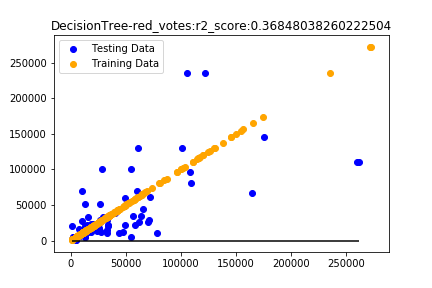 DecisionTree-red_votes:r2_score:0.36848038260222504
Testing Data
Training Data
250000
200000
150000
100000
50000
0
0 50000 100000 150000 200000 250000